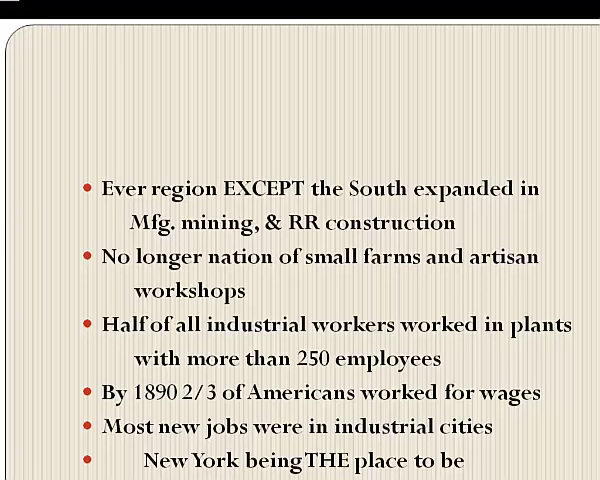 • Ever region EXCEPT the South expanded in
Mfg. mining, & RR construction
• No longer nation of small farms and artisan
workshops
• Half of all industrial workers worked in plants
with more than 250 employees
• By 1890 2/3 of Americans worked for wages
• Most new jobs were in industrial cities
• New York being THE place to be